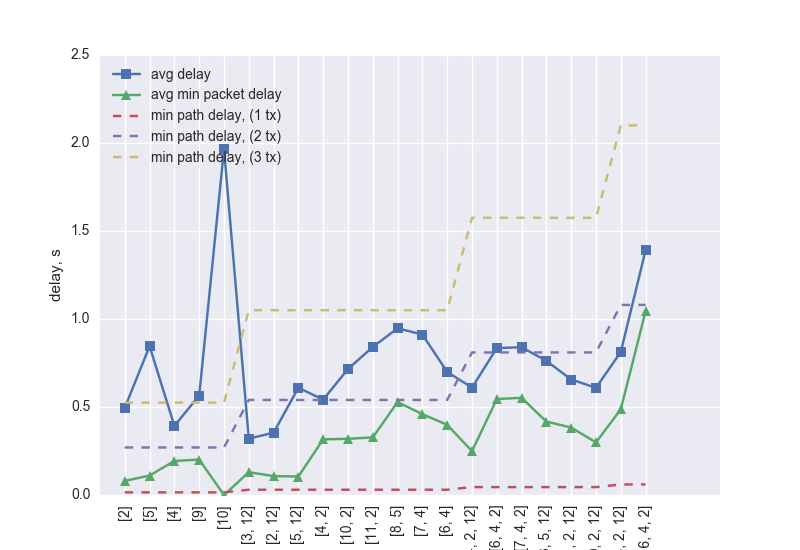 2.5
2.0
1.5
1.0
0.5
0.0
delay, s
avg delay
avg min packet delay
min path delay, (1 tx)
min path delay, (2 tx)
min path delay, (3 tx)
[2]
[5]
[4]
[9]
[10]
[3, 12]
[2, 12]
[5, 12]
[4, 2]
[10, 2]
[11, 2]
[8, 5]
[7, 4]
[6, 4]
, 2, 12]
[6, 4, 2]
[7, 4, 2]
, 5, 12]
, 2, 12]
, 2, 12]
, 2, 12]
6, 4, 2]